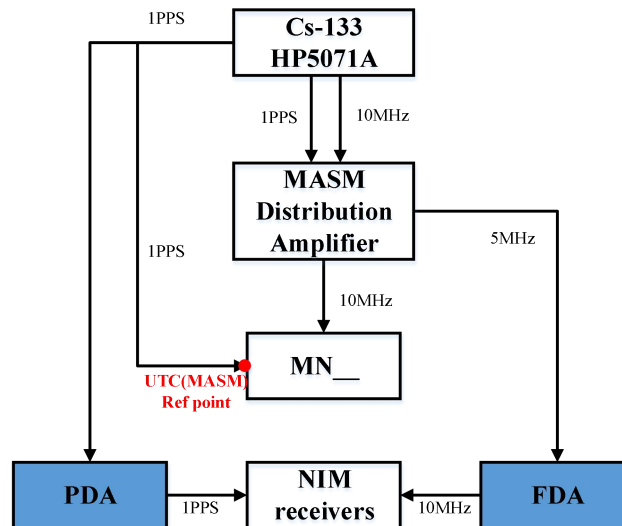 1PPS
Cs-133
HP5071A
1PPS
10MHz
MASM
Distribution
Amplifier
5MHz
1PPS
10MHz
MN__
UTC(MASM)
Ref point
PDA
1PPS
NIM
receivers
10MHz
FDA